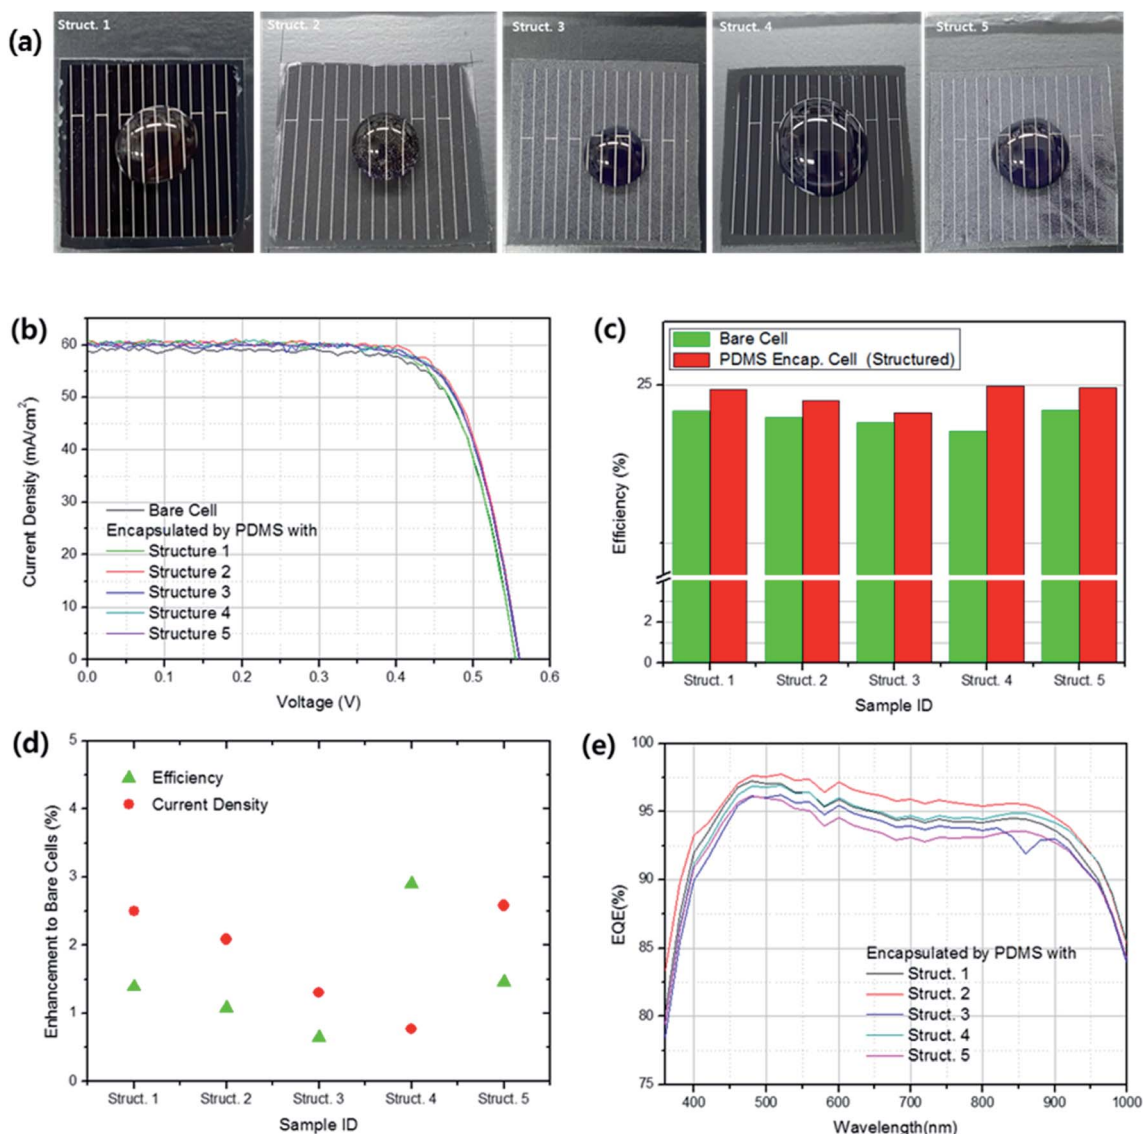 (a)
Struct. 1
Struct. 2
Struct. 3
Struct. 4
Struct. 5
(b)
Current Density (mA/cm²)
60
50
40
30
20
10
0
0.0 0.1 0.2 0.3 0.4 0.5 0.6
Voltage (V)
Bare Cell
Encapsulated by PDMS with
Structure 1
Structure 2
Structure 3
Structure 4
Structure 5
(c)
Efficiency (%)
25
2
0
Bare Cell
PDMS Encap. Cell (Structured)
Struct. 1 Struct. 2 Struct. 3 Struct. 4 Struct. 5
Sample ID
(d)
Enhancement to Bare Cells (%)
5
4
3
2
1
0
Efficiency
Current Density
Struct. 1 Struct. 2 Struct. 3 Struct. 4 Struct. 5
Sample ID
(e)
EQE(%)
100
95
90
85
80
75
Encapsulated by PDMS with
Struct. 1
Struct. 2
Struct. 3
Struct. 4
Struct. 5
400 500 600 700 800 900 1000
Wavelength(nm)